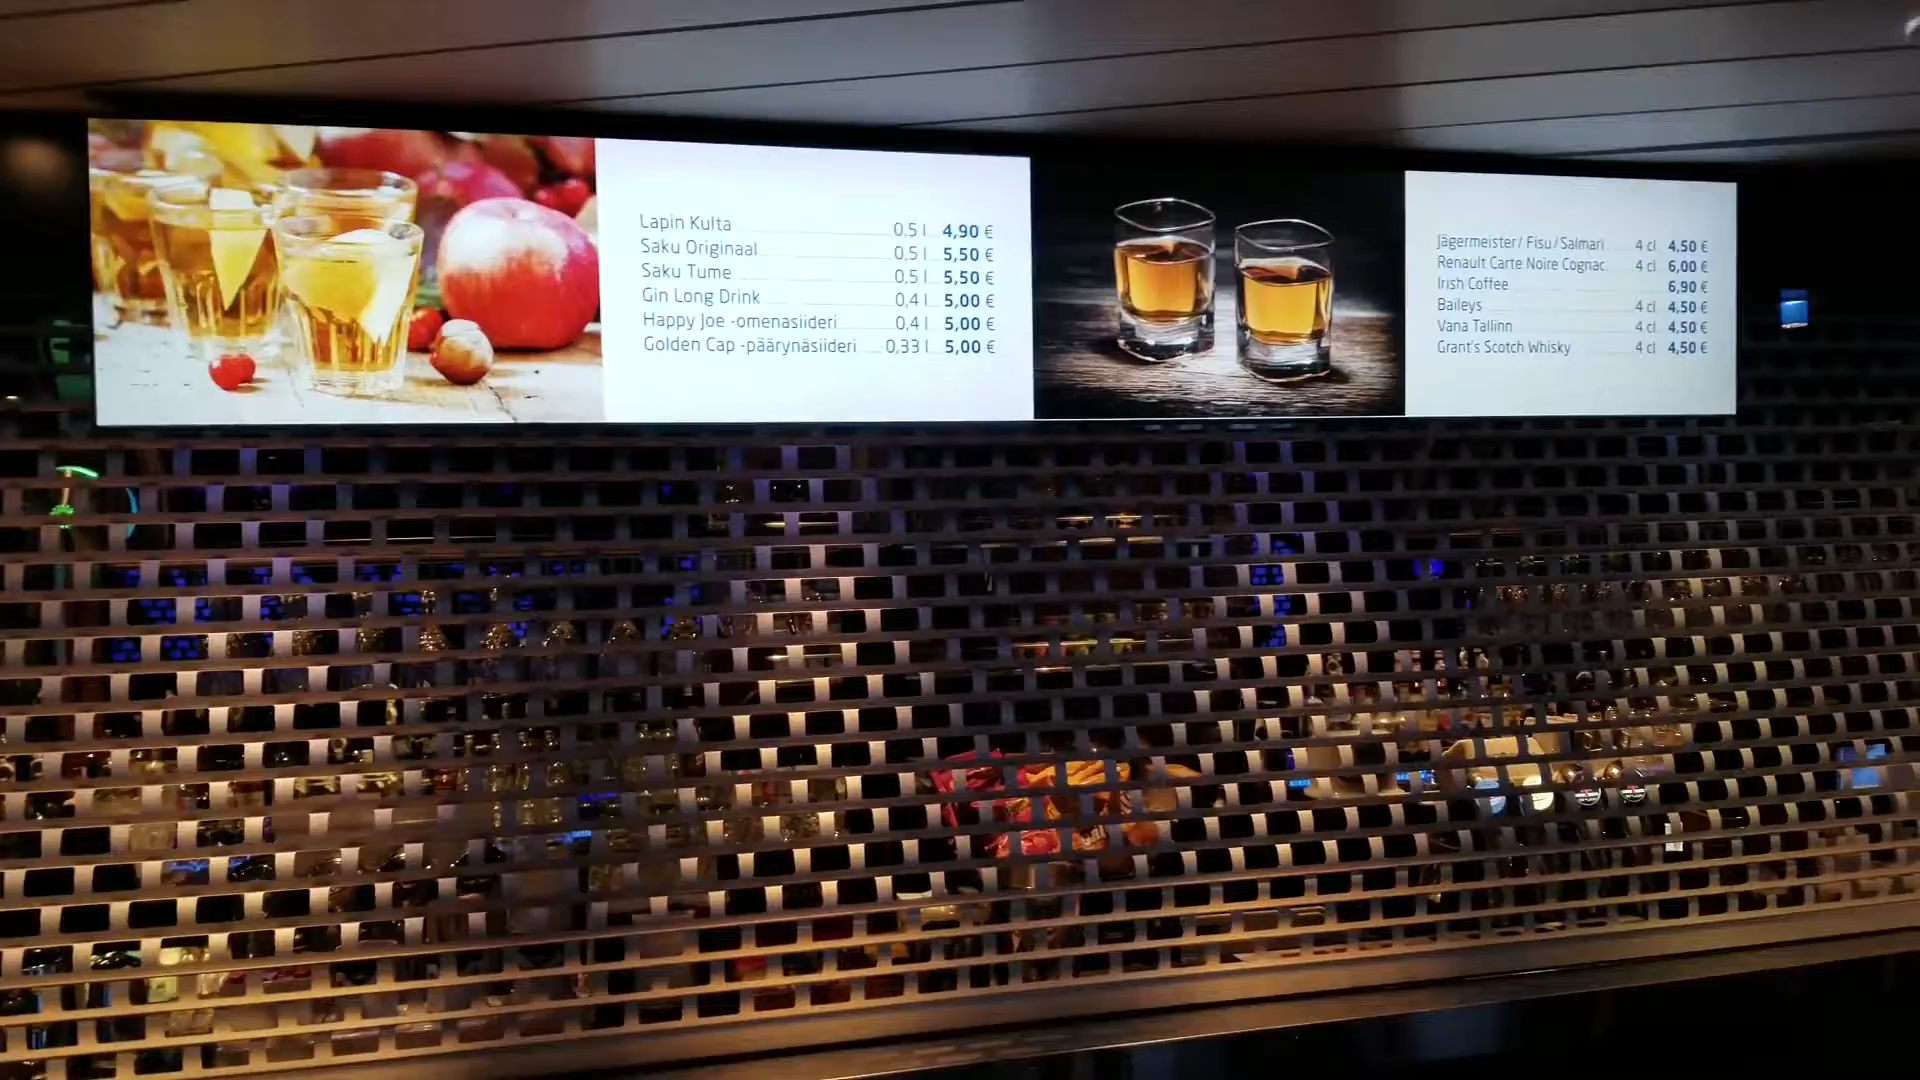 Lapin Kulta 0,5 l 4,90 €
Saku Originaal 0,5 l 5,50 €
Saku Tume 0,5 l 5,50 €
Gin Long Drink 0,4 l 5,00 €
Happy Joe -omenasiideri 0,4 l 5,00 €
Golden Cap -päärynäsiideri 0,33 l 5,00 €
Jägermeister / Fisu / Salmari 4 cl 4,50 €
Renault Carte Noire Cognac 4 cl 6,00 €
Irish Coffee 6,90 €
Baileys 4 cl 4,50 €
Vana Tallinn 4 cl 4,50 €
Grant's Scotch Whisky 4 cl 4,50 €